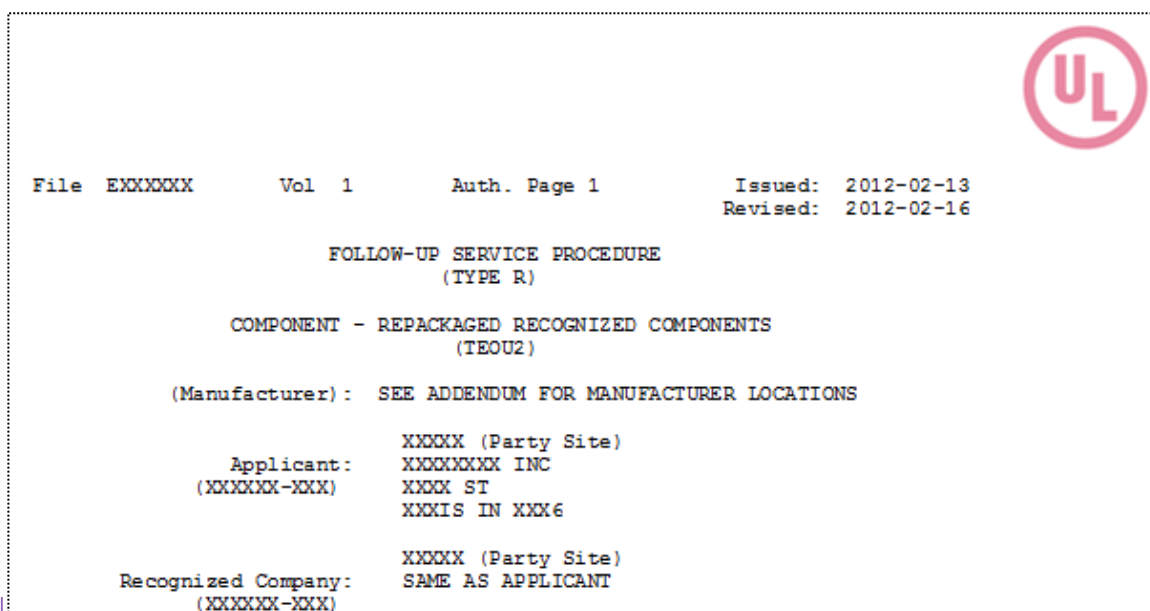 UL
File EXXXXXX Vol 1 Auth. Page 1 Issued: 2012-02-13
Revised: 2012-02-16
FOLLOW-UP SERVICE PROCEDURE
(TYPE R)
COMPONENT - REPACKAGED RECOGNIZED COMPONENTS
(TEOU2)
(Manufacturer): SEE ADDENDUM FOR MANUFACTURER LOCATIONS
XXXXX (Party Site)
Applicant: XXXXXXXX INC
(XXXXXX-XXX) XXXX ST
XXXIS IN XXX6
XXXXX (Party Site)
Recognized Company: SAME AS APPLICANT
(XXXXXX-XXX)